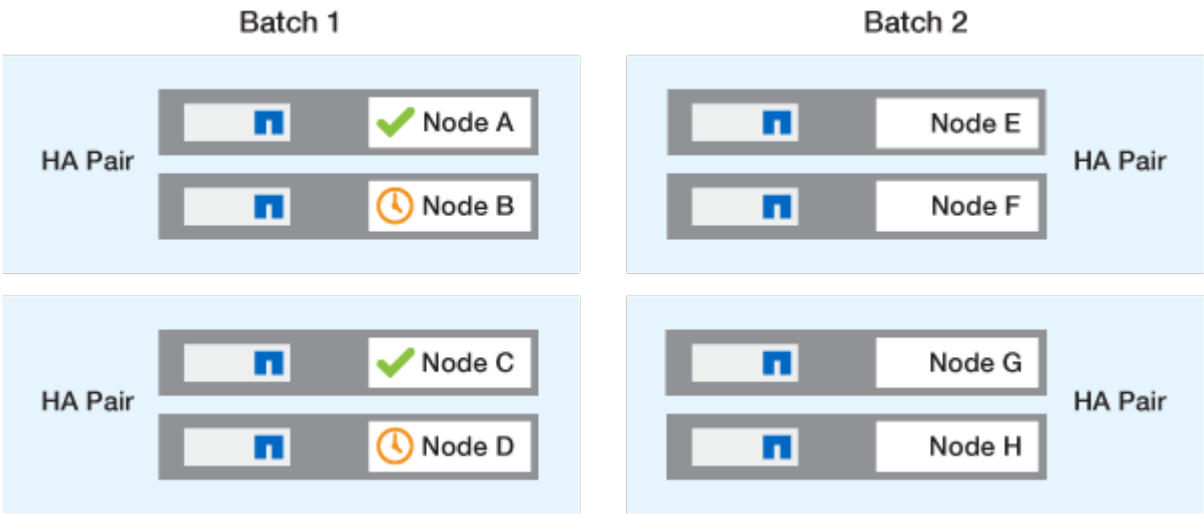 Batch 1
HA Pair
Node A
Node B
HA Pair
Node C
Node D
Batch 2
Node E
Node F
HA Pair
Node G
Node H
HA Pair